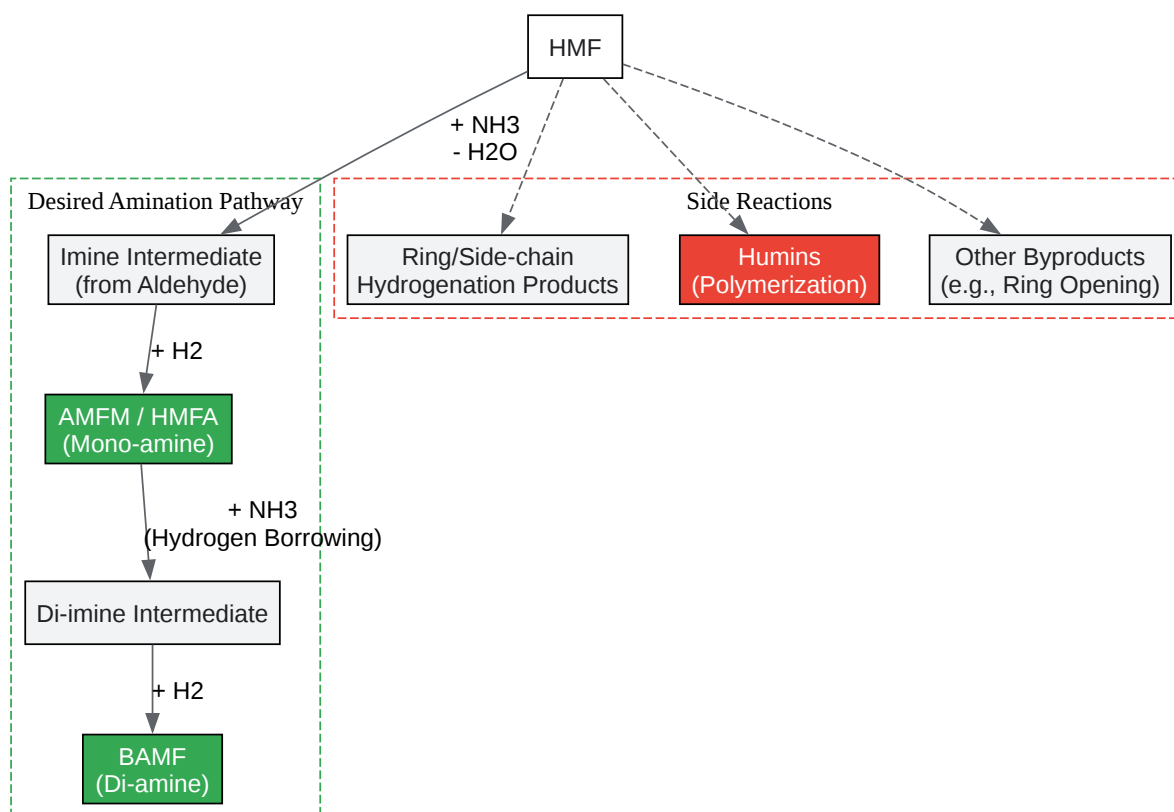 HMF
+ NH3
- H2O
Desired Amination Pathway
Side Reactions
Imine Intermediate
(from Aldehyde)
Ring/Side-chain
Hydrogenation Products
Humins
(Polymerization)
Other Byproducts
(e.g., Ring Opening)
+ H2
AMFM / HMFA
(Mono-amine)
+ NH3
(Hydrogen Borrowing)
Di-imine Intermediate
+ H2
BAMF
(Di-amine)